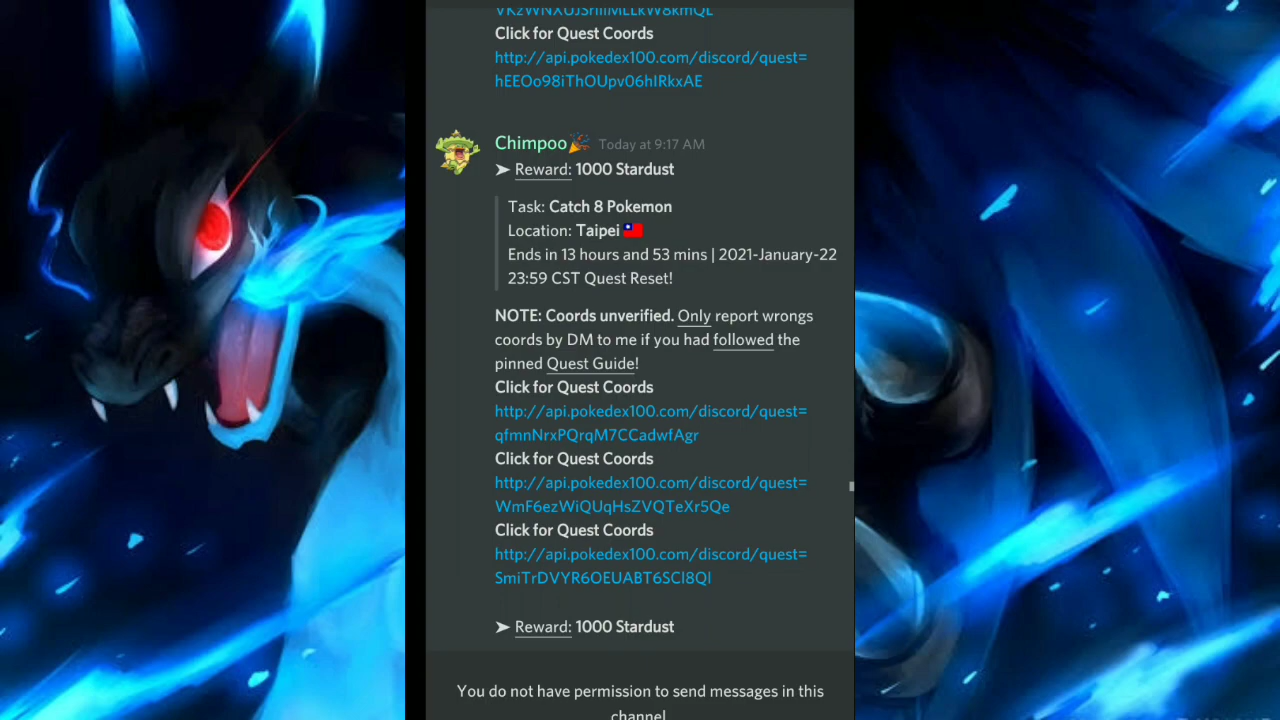 Click for Quest Coords
http://api.pokedex100.com/discord/quest=
hEEOo98iThOUpv06hlRkxAE
Chimpoo🎉 Today at 9:17 AM
➤ Reward: 1000 Stardust
Task: Catch 8 Pokemon
Location: Taipei 🇹🇼
Ends in 13 hours and 53 mins | 2021-January-22
23:59 CST Quest Reset!
NOTE: Coords unverified. Only report wrongs
coords by DM to me if you had followed the
pinned Quest Guide!
Click for Quest Coords
http://api.pokedex100.com/discord/quest=
qfmnNrxPQrqM7CCadwfAgr
Click for Quest Coords
http://api.pokedex100.com/discord/quest=
WmF6ezWiQUqHsZVQTeXr5Qe
Click for Quest Coords
http://api.pokedex100.com/discord/quest=
SmiTrDVYR6OEUABT6SCl8Ql
➤ Reward: 1000 Stardust
You do not have permission to send messages in this
channel